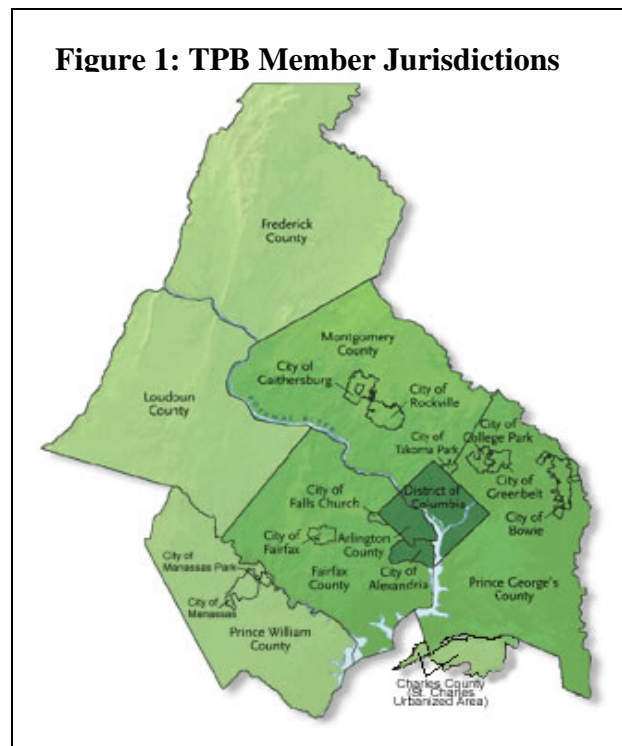 Figure 1: TPB Member Jurisdictions
Frederick
County
Montgomery
County
City of
Gaithersburg
City of
Rockville
Loudoun
County
POTOMAC RIVER
City of
Takoma Park
City of
College Park
City of
Greenbelt
City of
Bowie
District of
Columbia
City of
Falls Church
City of
Fairfax
Arlington
County
City of
Alexandria
Fairfax
County
Prince George's
County
City of
Manassas Park
City of
Manassas
Prince William
County
Charles County
(St. Charles
Urbanized Area)